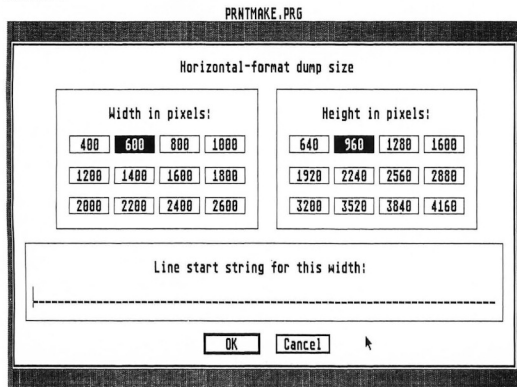 PRNTMAKE.PRG
Horizontal-format dump size
Width in pixels:
400 600 800 1000
1200 1400 1600 1800
2000 2200 2400 2600
Height in pixels:
640 960 1280 1600
1920 2240 2560 2880
3200 3520 3840 4160
Line start string for this width:
OK Cancel